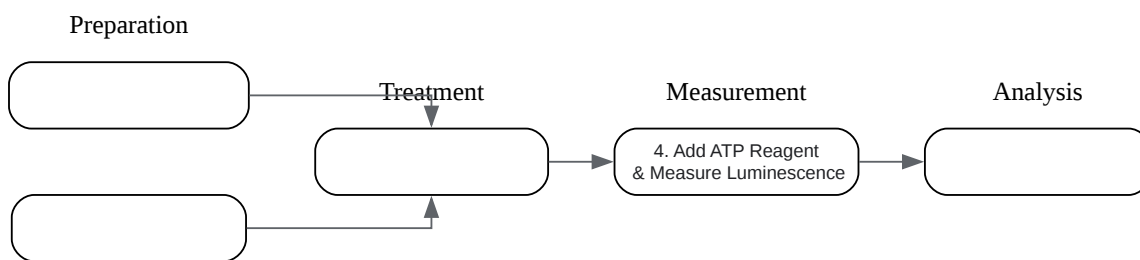 Preparation
Treatment
Measurement
Analysis
4. Add ATP Reagent
& Measure Luminescence